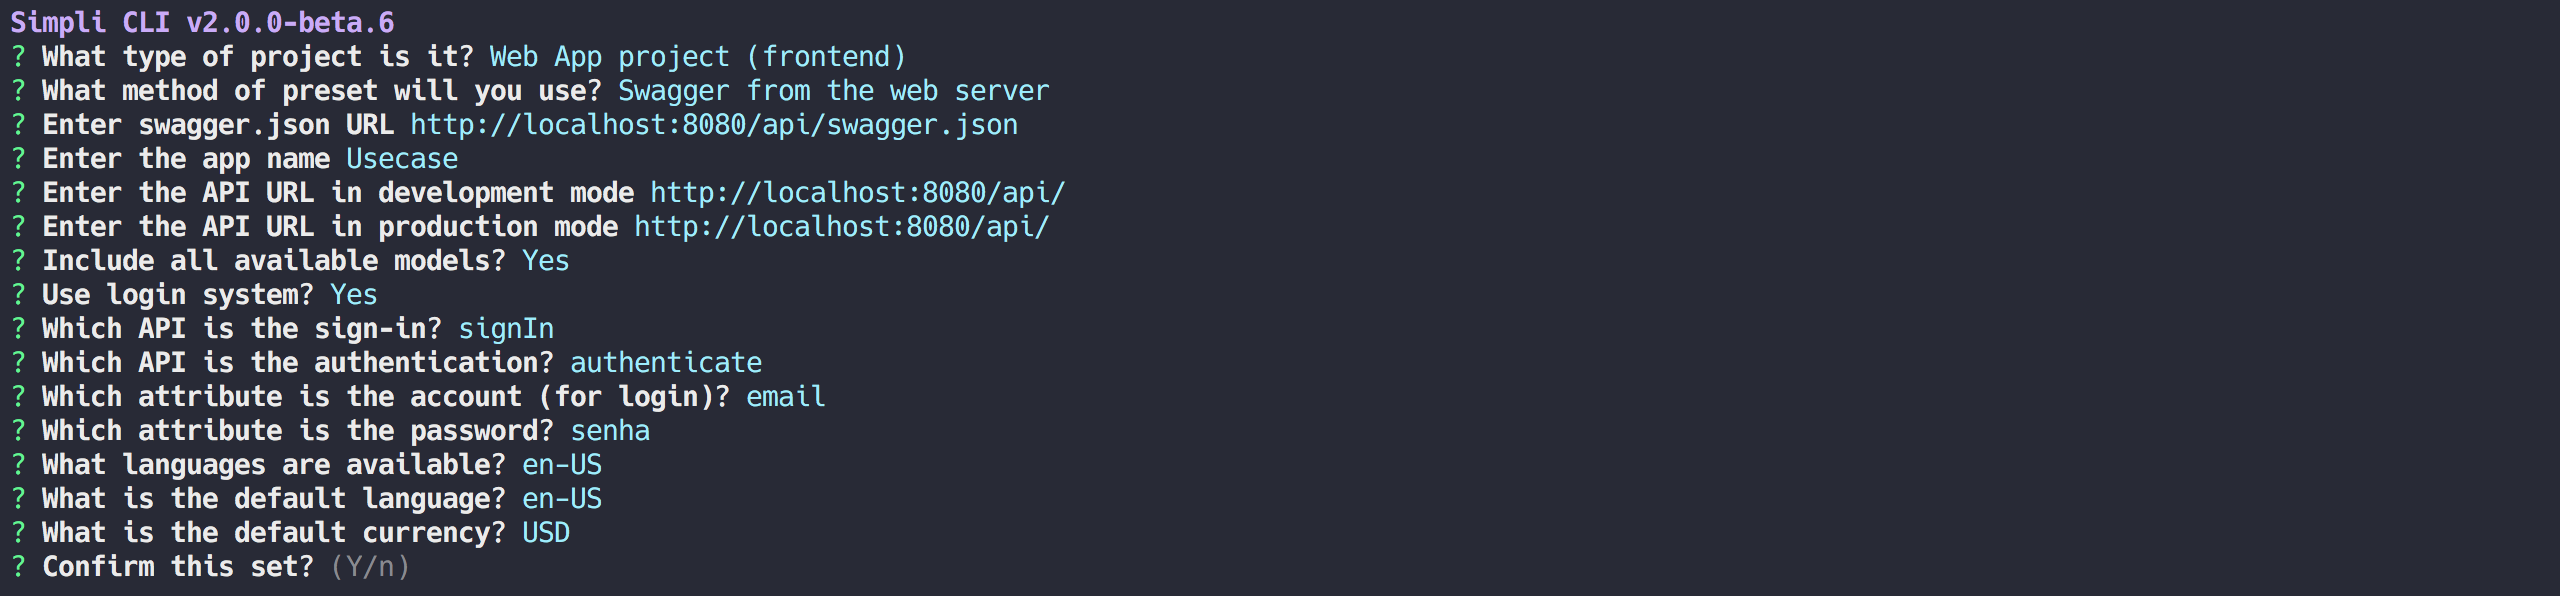 Simpli CLI v2.0.0-beta.6
? What type of project is it? Web App project (frontend)
? What method of preset will you use? Swagger from the web server
? Enter swagger.json URL http://localhost:8080/api/swagger.json
? Enter the app name Usecase
? Enter the API URL in development mode http://localhost:8080/api/
? Enter the API URL in production mode http://localhost:8080/api/
? Include all available models? Yes
? Use login system? Yes
? Which API is the sign-in? signIn
? Which API is the authentication? authenticate
? Which attribute is the account (for login)? email
? Which attribute is the password? senha
? What languages are available? en-US
? What is the default language? en-US
? What is the default currency? USD
? Confirm this set? (Y/n)